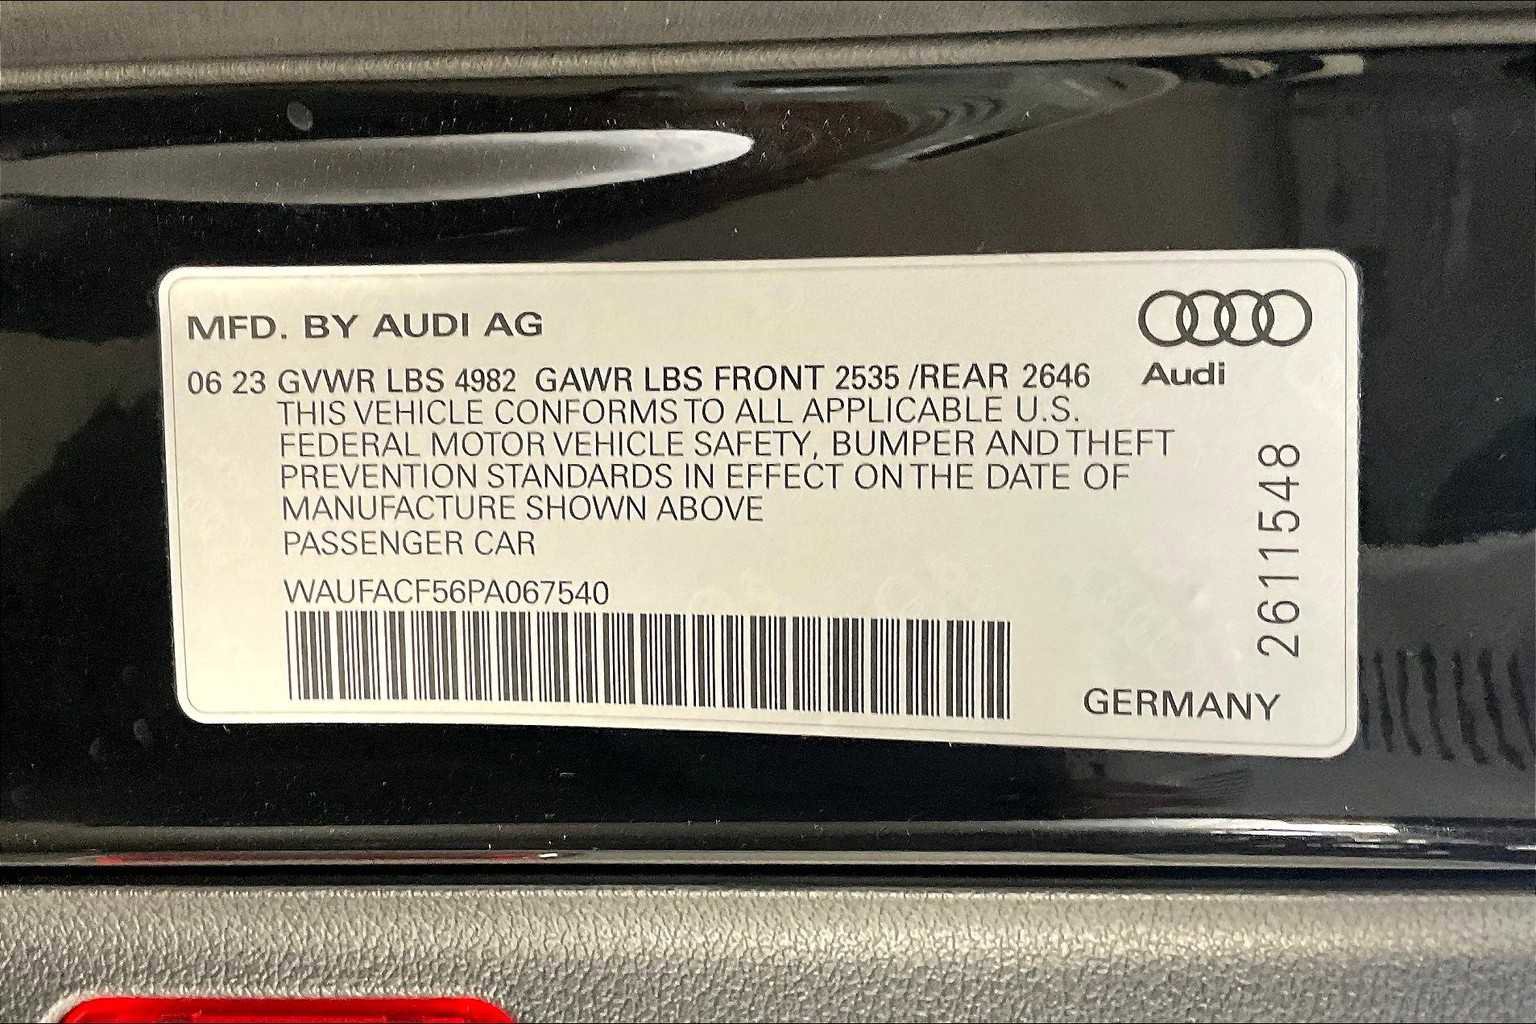 MFD. BY AUDI AG
Audi
06 23 GVWR LBS 4982 GAWR LBS FRONT 2535 /REAR 2646
THIS VEHICLE CONFORMS TO ALL APPLICABLE U.S.
FEDERAL MOTOR VEHICLE SAFETY, BUMPER AND THEFT
PREVENTION STANDARDS IN EFFECT ON THE DATE OF
MANUFACTURE SHOWN ABOVE
PASSENGER CAR
WAUFACF56PA067540
2611548
GERMANY